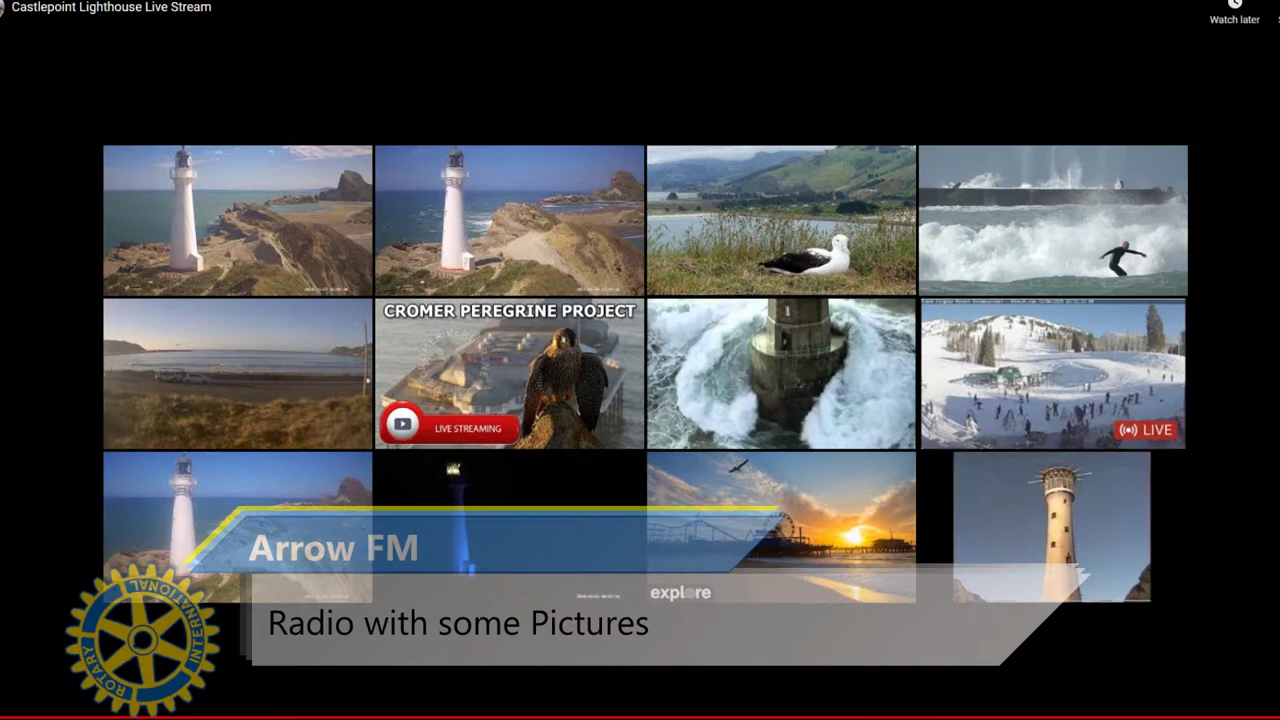 Castlepoint Lighthouse Live Stream
Watch later
CROMER PEREGRINE PROJECT
LIVE STREAMING
LIVE
explore
Arrow FM
Radio with some Pictures
ROTARY
INTERNATIONAL